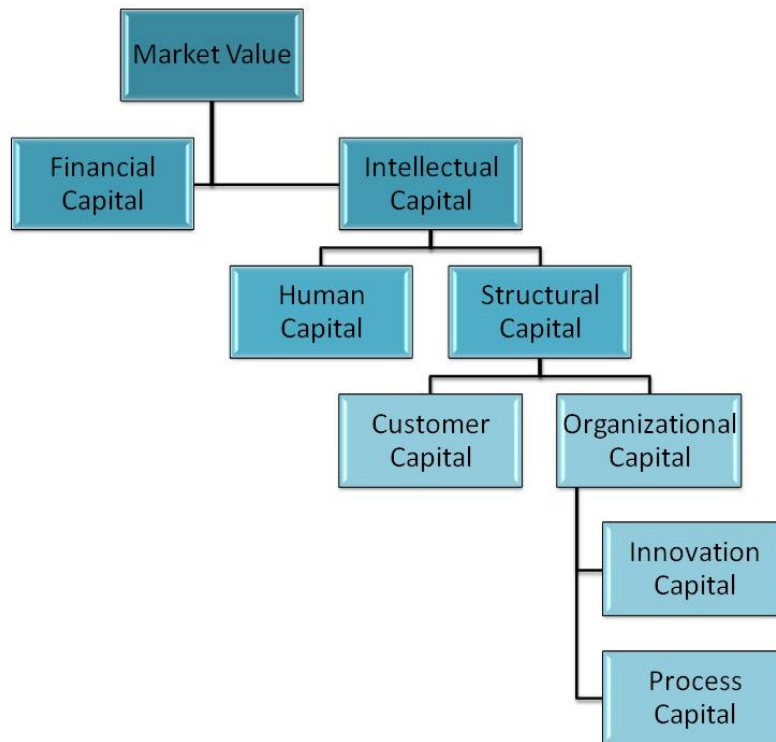 Market Value
Financial
Capital
Intellectual
Capital
Human
Capital
Structural
Capital
Customer
Capital
Organizational
Capital
Innovation
Capital
Process
Capital